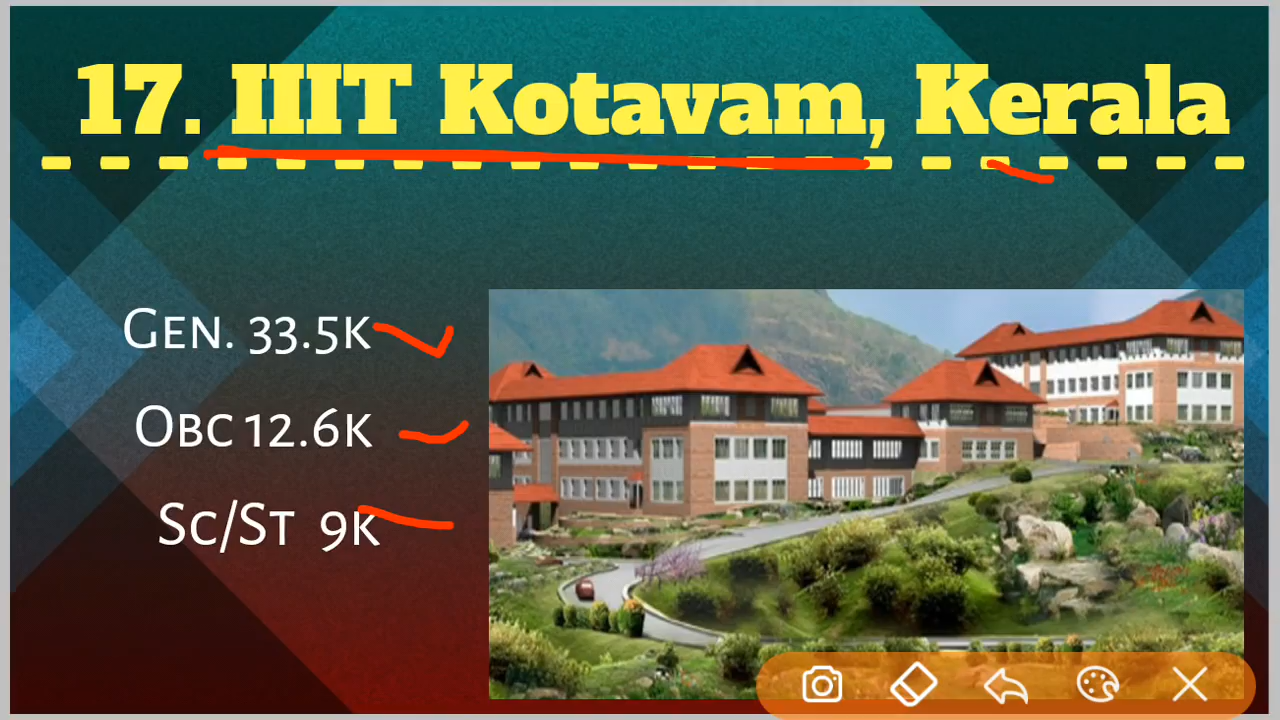 17. IIIT Kotavam, Kerala
Gen. 33.5k
Obc 12.6k
Sc/St 9k